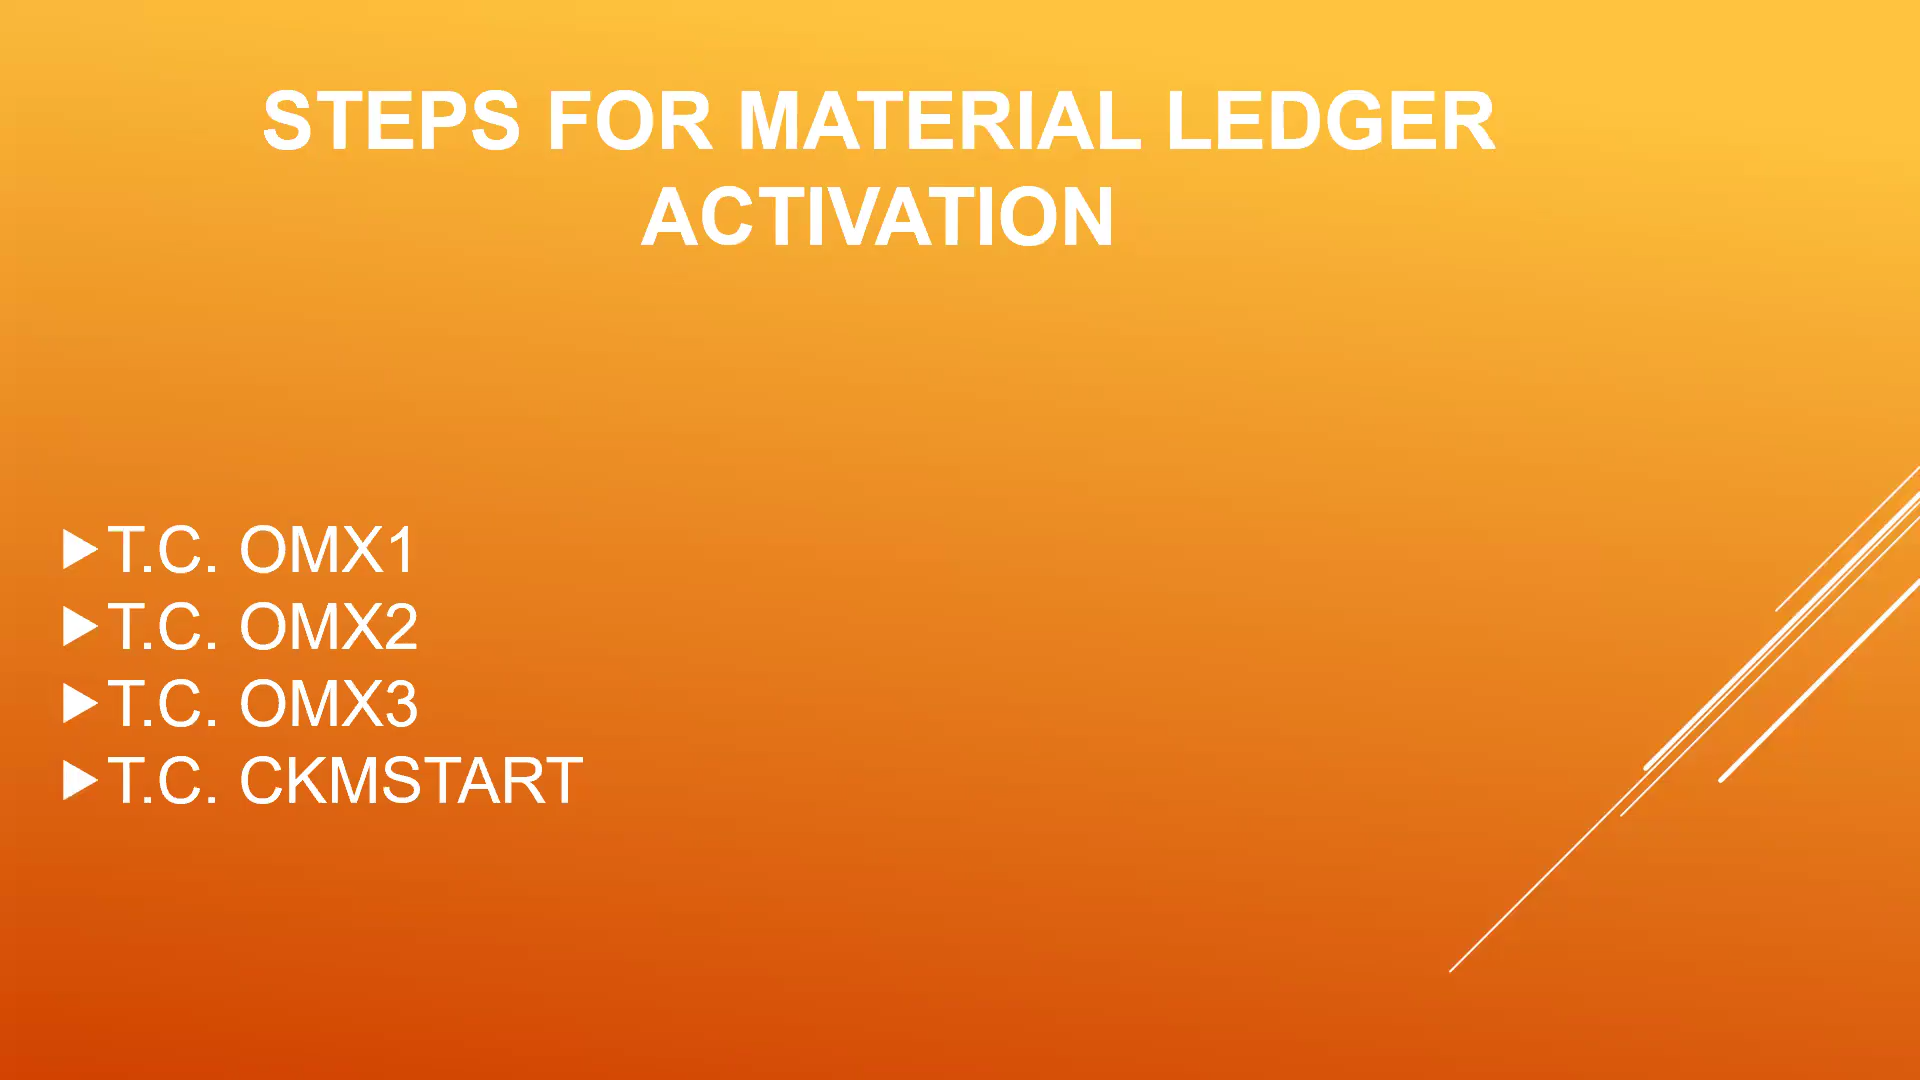 STEPS FOR MATERIAL LEDGER
ACTIVATION
T.C. OMX1
T.C. OMX2
T.C. OMX3
T.C. CKMSTART